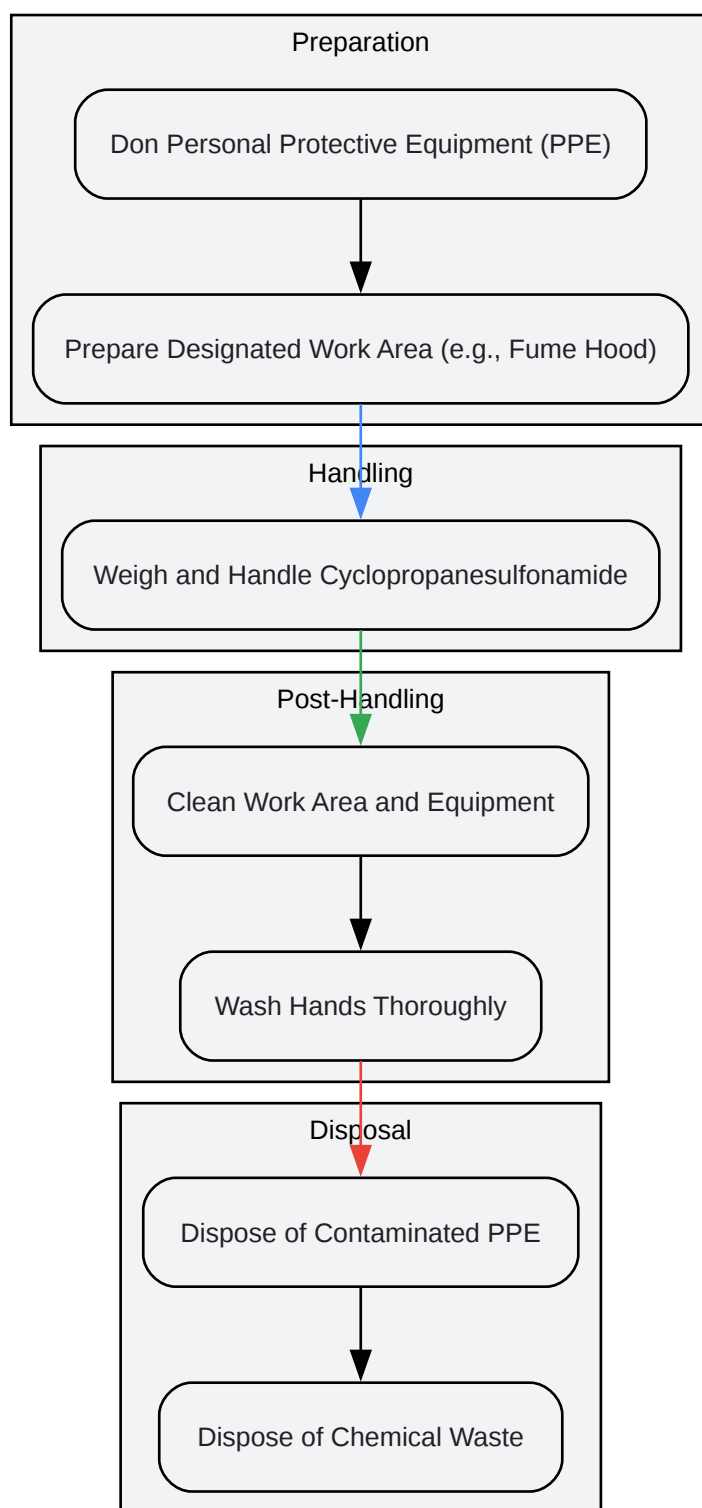 Preparation
Don Personal Protective Equipment (PPE)
Prepare Designated Work Area (e.g., Fume Hood)
Handling
Weigh and Handle Cyclopropanesulfonamide
Post-Handling
Clean Work Area and Equipment
Wash Hands Thoroughly
Disposal
Dispose of Contaminated PPE
Dispose of Chemical Waste